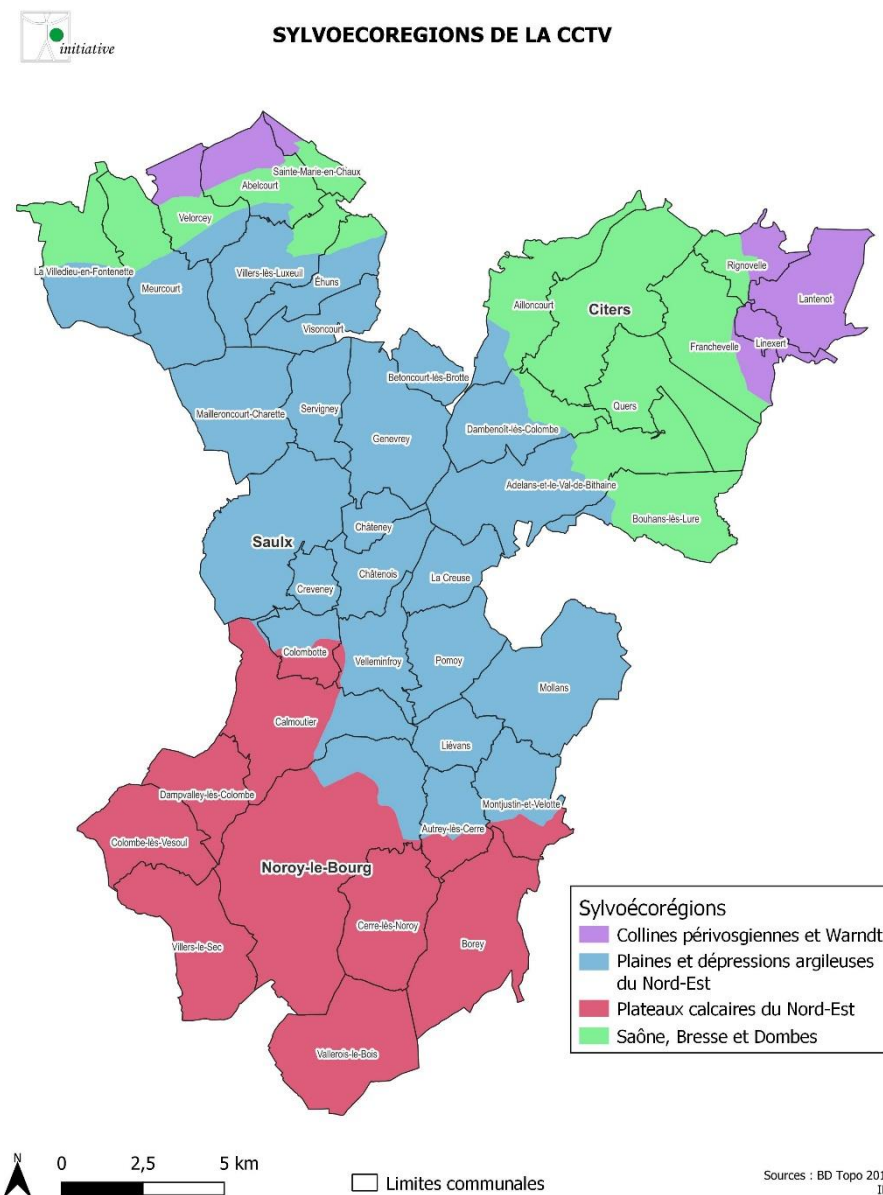 initiative
SYLVOECOREGIONS DE LA CCTV
Sainte-Marie-en-Chaux
Abelcourt
Velorcey
La Villedieu-en-Fontenette
Meurcourt
Villers-lès-Luxeuil
Éhuns
Visoncourt
Rignovelle
Lantenot
Ailloncourt
Citers
Franchevelle
Linexert
Betoncourt-lès-Brotte
Mailleroncourt-Charette
Servigney
Quers
Genevrey
Dambenoît-lès-Colombe
Adelans-et-le-Val-de-Bithaine
Bouhans-lès-Lure
Châteney
Saulx
Châtenois
La Creuse
Creveney
Colombotte
Velleminfroy
Pomoy
Mollans
Calmoutier
Liévans
Dampvalley-lès-Colombe
Montjustin-et-Velotte
Autrey-lès-Cerre
Colombe-lès-Vesoul
Noroy-le-Bourg
Cerre-lès-Noroy
Villers-le-Sec
Borey
Vallerois-le-Bois
Sylvoécorégions
Collines périvosgiennes et Warndt
Plaines et dépressions argileuses
du Nord-Est
Plateaux calcaires du Nord-Est
Saône, Bresse et Dombes
N
0 2,5 5 km
Limites communales
Sources : BD Topo 201